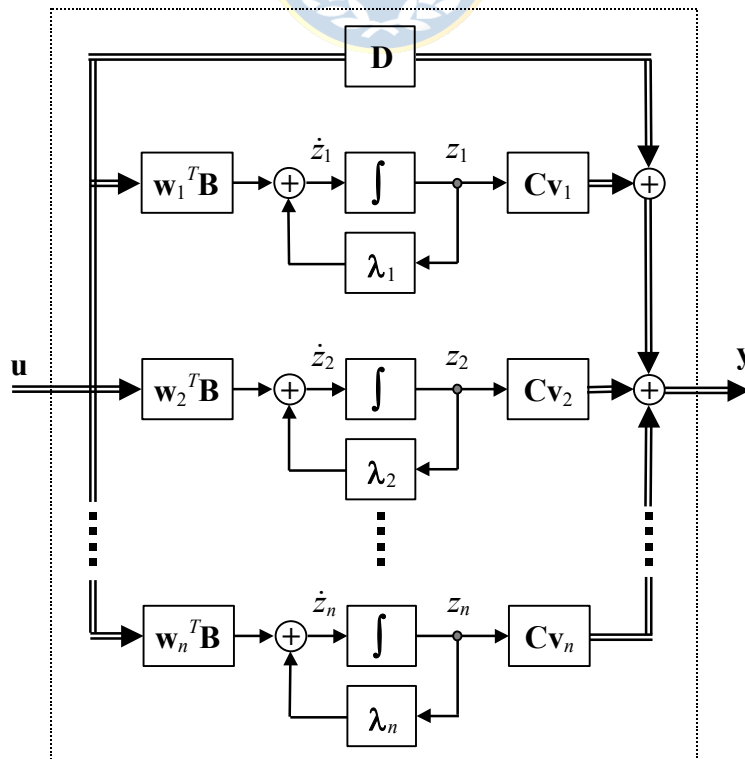 D
ż₁ z₁
w₁ᵀB + ∫ Cv₁ +
λ₁
u ż₂ z₂ y
w₂ᵀB + ∫ Cv₂ +
λ₂
żₙ zₙ
wₙᵀB + ∫ Cvₙ
λₙ